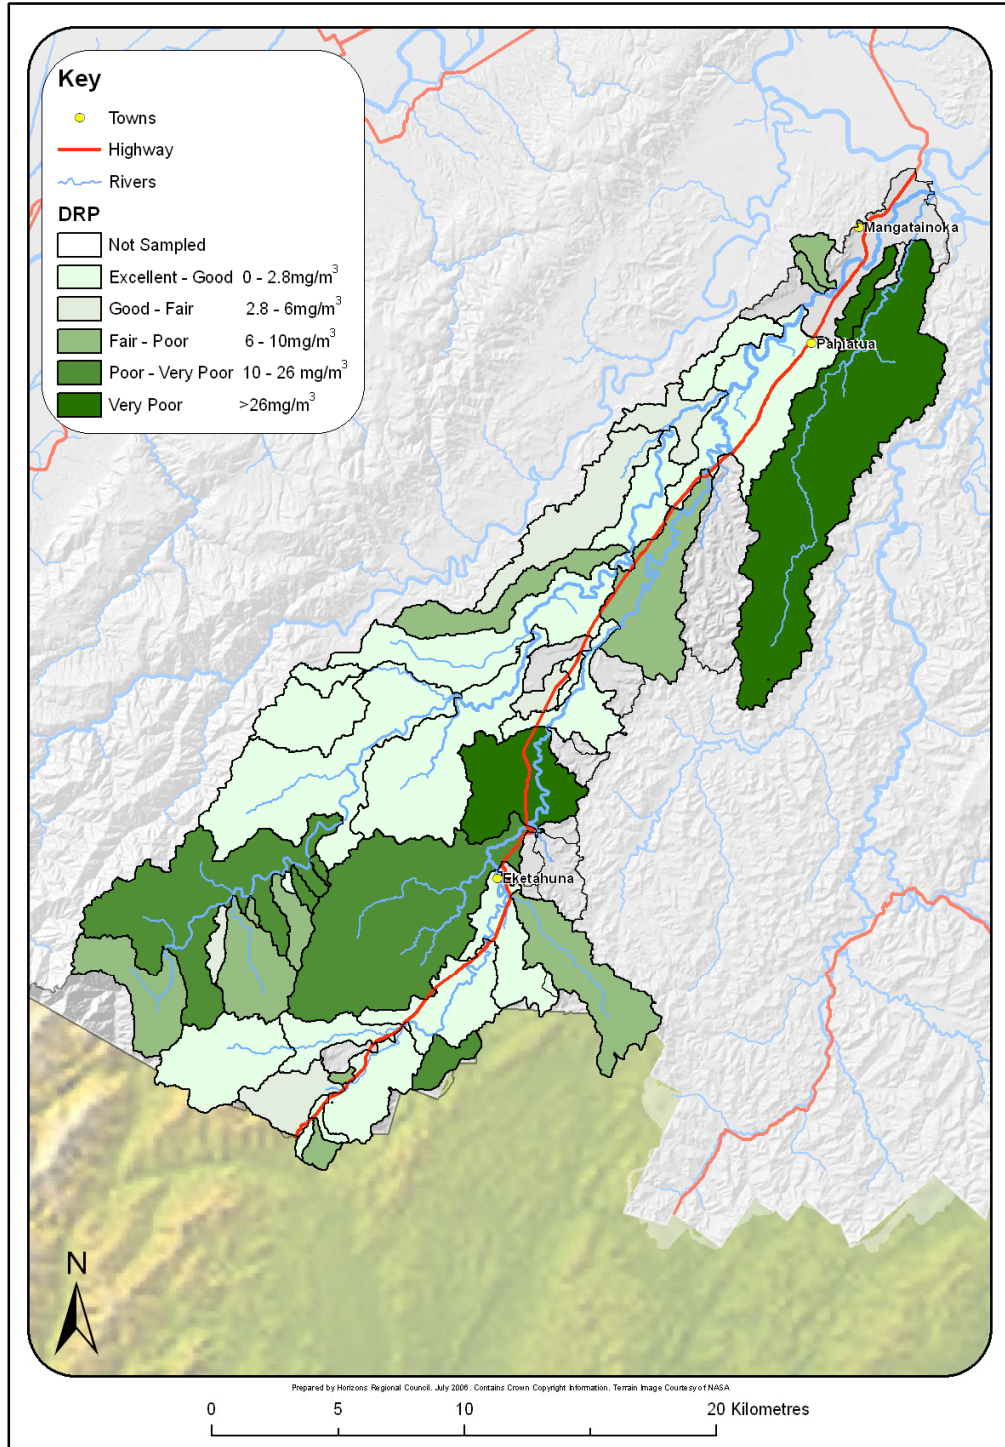 Key
Towns
Highway
Rivers
DRP
Not Sampled
Excellent - Good 0 - 2.8mg/m³
Good - Fair 2.8 - 6mg/m³
Fair - Poor 6 - 10mg/m³
Poor - Very Poor 10 - 26 mg/m³
Very Poor >26mg/m³
Mangatainoka
Pahiatua
Eketahuna
N
Prepared by Horizons Regional Council. July 2006. Contains Crown Copyright Information. Terrain Image Courtesy of NASA
0 5 10 20 Kilometres